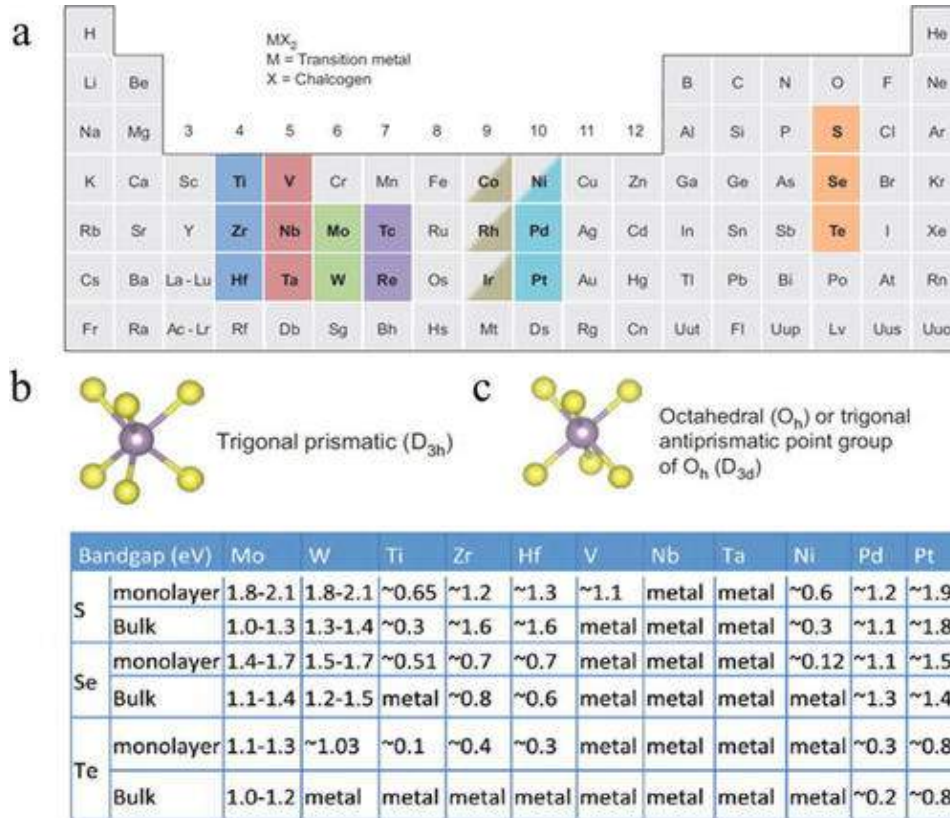 a
H He
MX2
M = Transition metal
X = Chalcogen
Li Be B C N O F Ne
Na Mg 3 4 5 6 7 8 9 10 11 12 Al Si P S Cl Ar
K Ca Sc Ti V Cr Mn Fe Co Ni Cu Zn Ga Ge As Se Br Kr
Rb Sr Y Zr Nb Mo Tc Ru Rh Pd Ag Cd In Sn Sb Te I Xe
Cs Ba La - Lu Hf Ta W Re Os Ir Pt Au Hg Tl Pb Bi Po At Rn
Fr Ra Ac - Lr Rf Db Sg Bh Hs Mt Ds Rg Cn Uut Fl Uup Lv Uus Uuo
b
Trigonal prismatic (D3h)
c
Octahedral (Oh) or trigonal
antiprismatic point group
of Oh (D3d)
Bandgap (eV) Mo W Ti Zr Hf V Nb Ta Ni Pd Pt
S
monolayer 1.8-2.1 1.8-2.1 ~0.65 ~1.2 ~1.3 ~1.1 metal metal ~0.6 ~1.2 ~1.9
Bulk 1.0-1.3 1.3-1.4 ~0.3 ~1.6 ~1.6 metal metal metal ~0.3 ~1.1 ~1.8
Se
monolayer 1.4-1.7 1.5-1.7 ~0.51 ~0.7 ~0.7 metal metal metal ~0.12 ~1.1 ~1.5
Bulk 1.1-1.4 1.2-1.5 metal ~0.8 ~0.6 metal metal metal metal ~1.3 ~1.4
Te
monolayer 1.1-1.3 ~1.03 ~0.1 ~0.4 ~0.3 metal metal metal metal ~0.3 ~0.8
Bulk 1.0-1.2 metal metal metal metal metal metal metal metal ~0.2 ~0.8